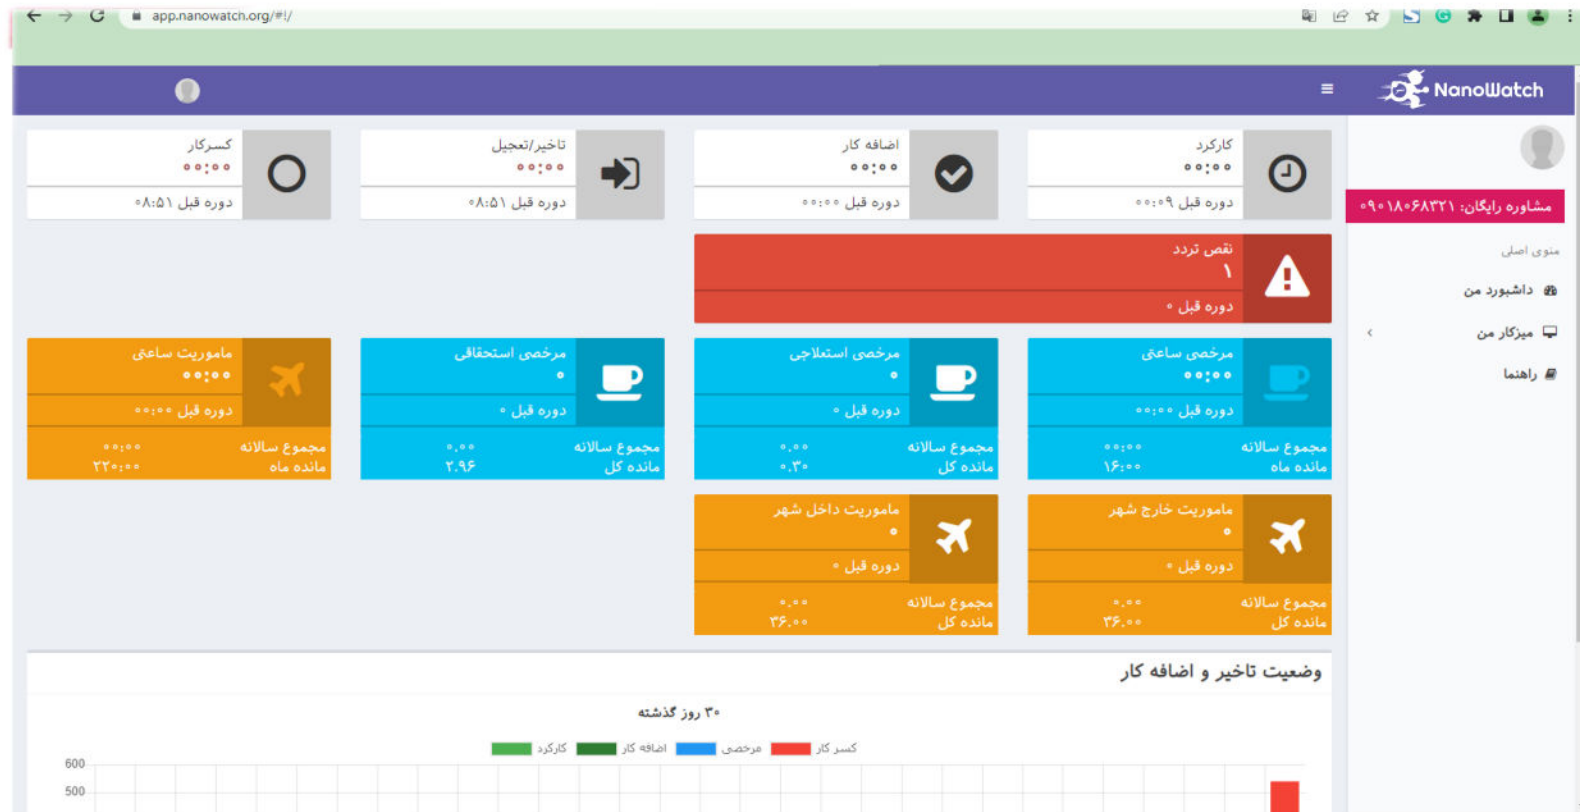 app.nanowatch.org/#!/
NanoWatch
مشاوره رایگان: ۰۹۰۱۸۰۶۸۳۲۱
منوی اصلی
داشبورد من
میزکار من
راهنما
کارکرد
۰۰:۰۰
دوره قبل ۰۰:۰۹
اضافه کار
۰۰:۰۰
دوره قبل ۰۰:۰۰
تاخیر/تعجیل
۰۰:۰۰
دوره قبل ۰۸:۵۱
کسرکار
۰۰:۰۰
دوره قبل ۰۸:۵۱
نقص تردد
۱
دوره قبل ۰
مرخصی ساعتی
۰۰:۰۰
دوره قبل ۰۰:۰۰
مجموع سالانه ۰۰:۰۰
مانده ماه ۱۶:۰۰
مرخصی استعلاجی
۰
دوره قبل ۰
مجموع سالانه ۰.۰۰
مانده کل ۰.۳۰
مرخصی استحقاقی
۰
دوره قبل ۰
مجموع سالانه ۰.۰۰
مانده کل ۲.۹۶
ماموریت ساعتی
۰۰:۰۰
دوره قبل ۰۰:۰۰
مجموع سالانه ۰۰:۰۰
مانده ماه ۲۲۰:۰۰
ماموریت خارج شهر
۰
دوره قبل ۰
مجموع سالانه ۰.۰۰
مانده کل ۳۶.۰۰
ماموریت داخل شهر
۰
دوره قبل ۰
مجموع سالانه ۰.۰۰
مانده کل ۳۶.۰۰
وضعیت تاخیر و اضافه کار
۳۰ روز گذشته
کسر کار مرخصی اضافه کار کارکرد
600
500